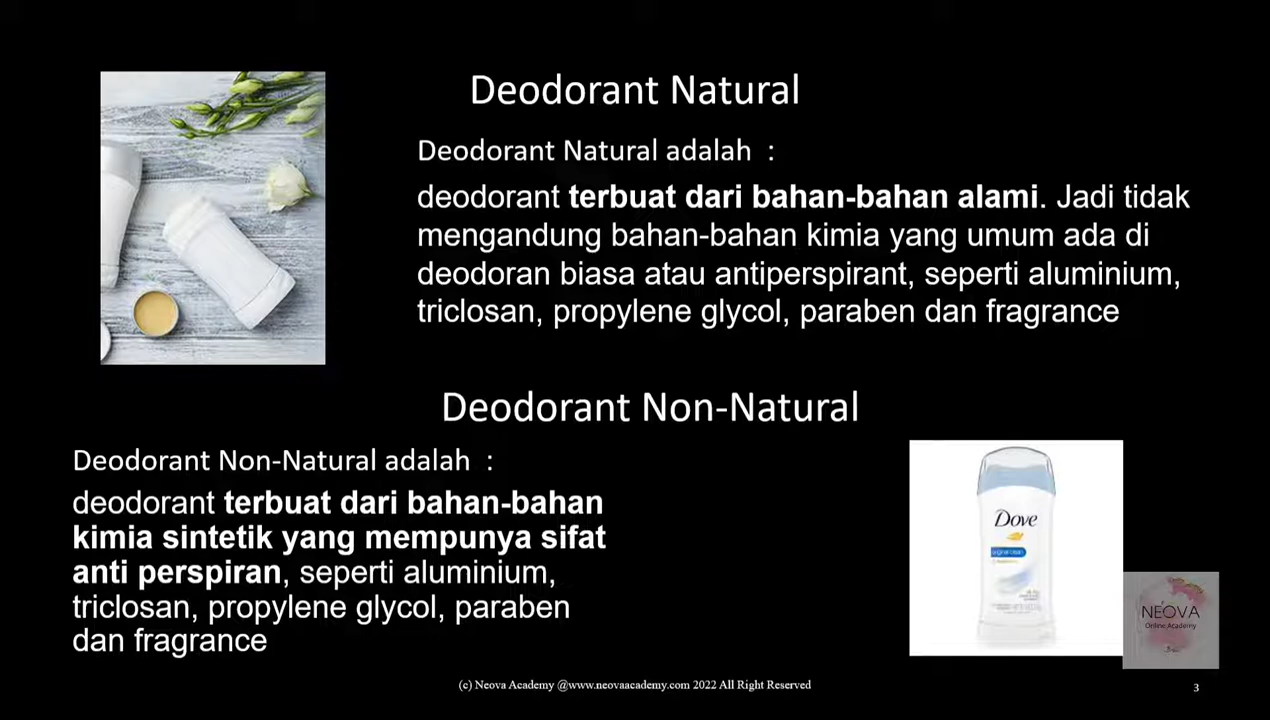 Deodorant Natural
Deodorant Natural adalah :
deodorant terbuat dari bahan-bahan alami. Jadi tidak
mengandung bahan-bahan kimia yang umum ada di
deodoran biasa atau antiperspirant, seperti aluminium,
triclosan, propylene glycol, paraben dan fragrance
Deodorant Non-Natural
Deodorant Non-Natural adalah :
deodorant terbuat dari bahan-bahan
kimia sintetik yang mempunya sifat
anti perspiran, seperti aluminium,
triclosan, propylene glycol, paraben
dan fragrance
Dove
NEOVA
Online Academy
(c) Neova Academy @www.neovaacademy.com 2022 All Right Reserved
3